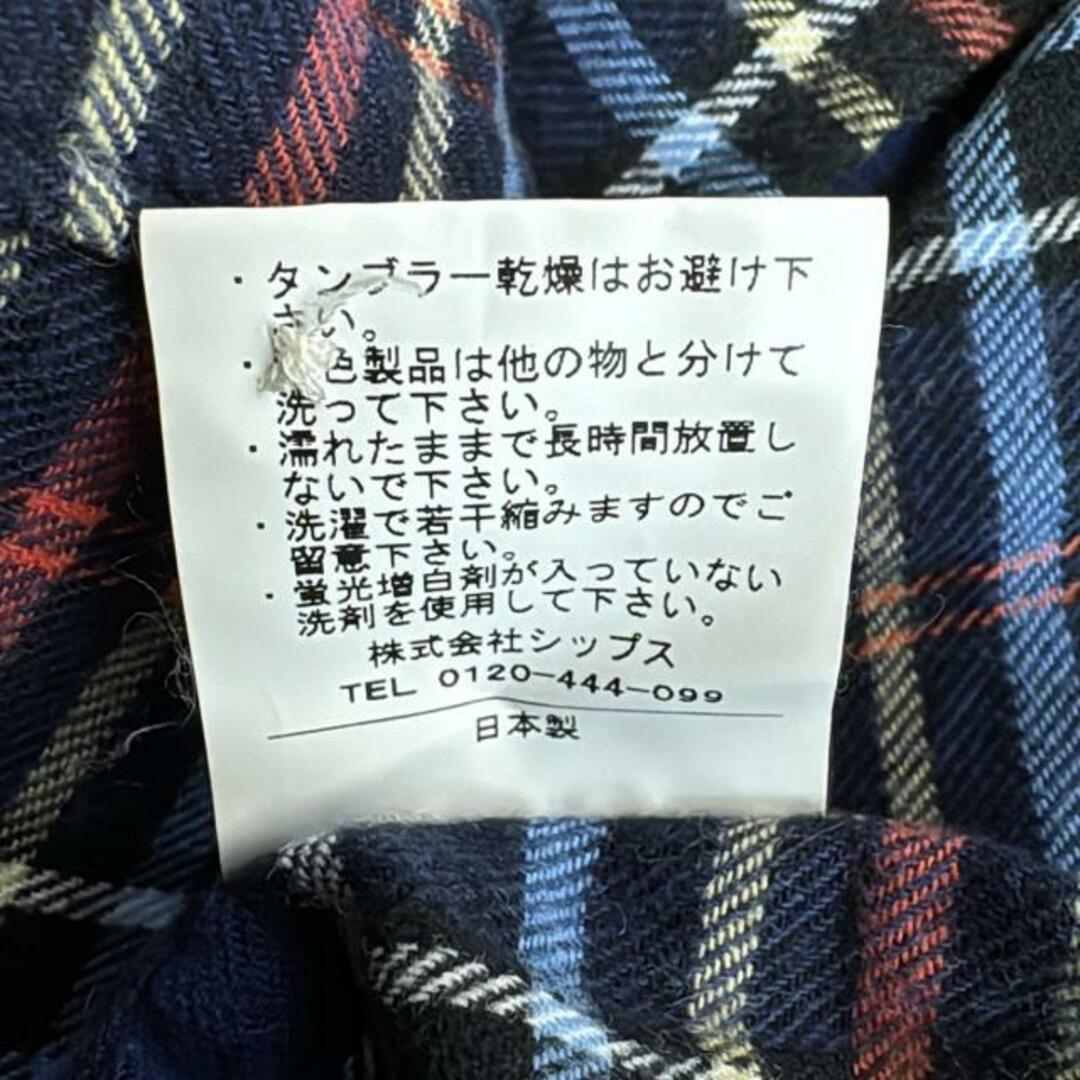 ・タンブラー乾燥はお避け下
さい。
・色製品は他の物と分けて
洗って下さい。
・濡れたままで長時間放置し
ないで下さい。
・洗濯で若干縮みますのでご
留意下さい。
・蛍光増白剤が入っていない
洗剤を使用して下さい。
株式会社シップス
TEL 0120-444-099
日本製